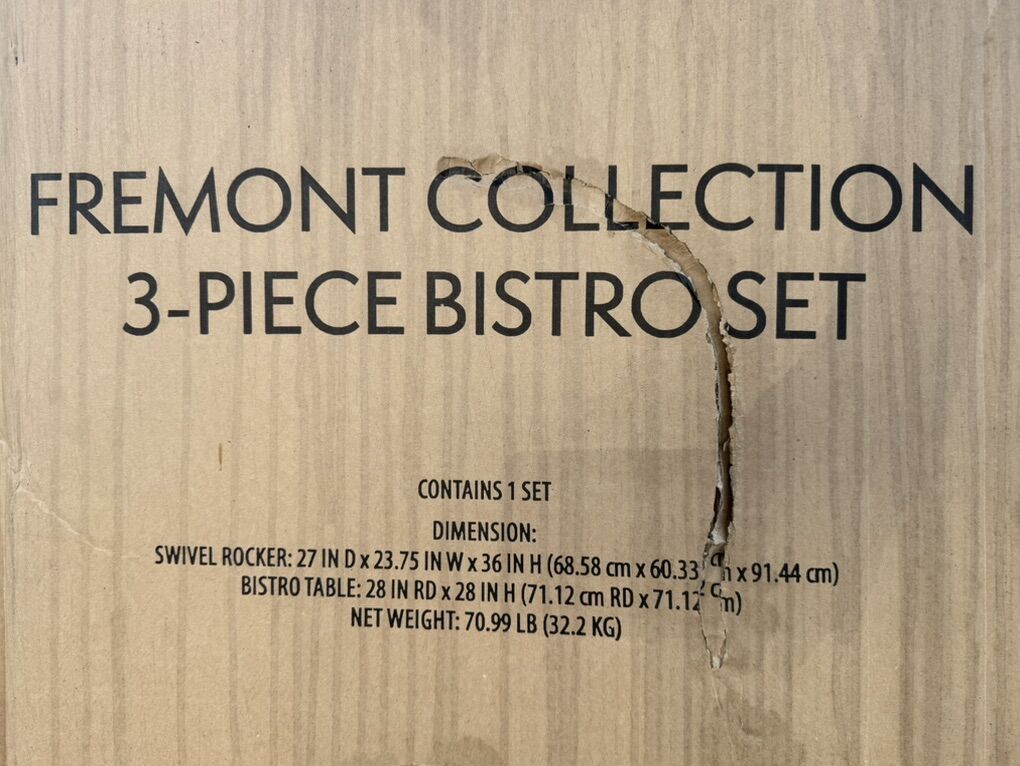 FREMONT COLLECTION
3-PIECE BISTRO SET
CONTAINS 1 SET
DIMENSION:
SWIVEL ROCKER: 27 IN D x 23.75 IN W x 36 IN H (68.58 cm x 60.33 cm x 91.44 cm)
BISTRO TABLE: 28 IN RD x 28 IN H (71.12 cm RD x 71.12 cm)
NET WEIGHT: 70.99 LB (32.2 KG)